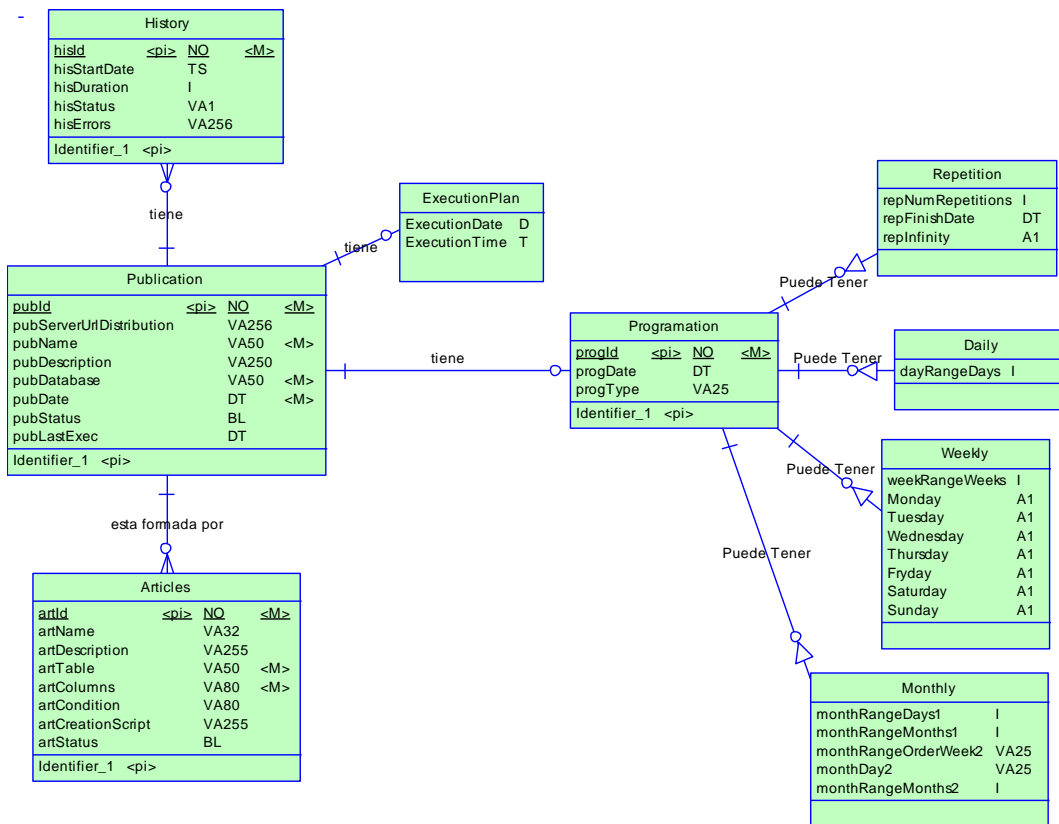 -
History
hisId <pi> NO <M>
hisStartDate TS
hisDuration I
hisStatus VA1
hisErrors VA256
Identifier_1 <pi>
tiene
ExecutionPlan
ExecutionDate D
ExecutionTime T
tiene
Publication
pubId <pi> NO <M>
pubServerUrlDistribution VA256
pubName VA50 <M>
pubDescription VA250
pubDatabase VA50 <M>
pubDate DT <M>
pubStatus BL
pubLastExec DT
Identifier_1 <pi>
tiene
esta formada por
Articles
artId <pi> NO <M>
artName VA32
artDescription VA255
artTable VA50 <M>
artColumns VA80 <M>
artCondition VA80
artCreationScript VA255
artStatus BL
Identifier_1 <pi>
Programation
progId <pi> NO <M>
progDate DT
progType VA25
Identifier_1 <pi>
Puede Tener
Repetition
repNumRepetitions I
repFinishDate DT
repInfinity A1
Puede Tener
Daily
dayRangeDays I
Puede Tener
Weekly
weekRangeWeeks I
Monday A1
Tuesday A1
Wednesday A1
Thursday A1
Fryday A1
Saturday A1
Sunday A1
Puede Tener
Monthly
monthRangeDays1 I
monthRangeMonths1 I
monthRangeOrderWeek2 VA25
monthDay2 VA25
monthRangeMonths2 I